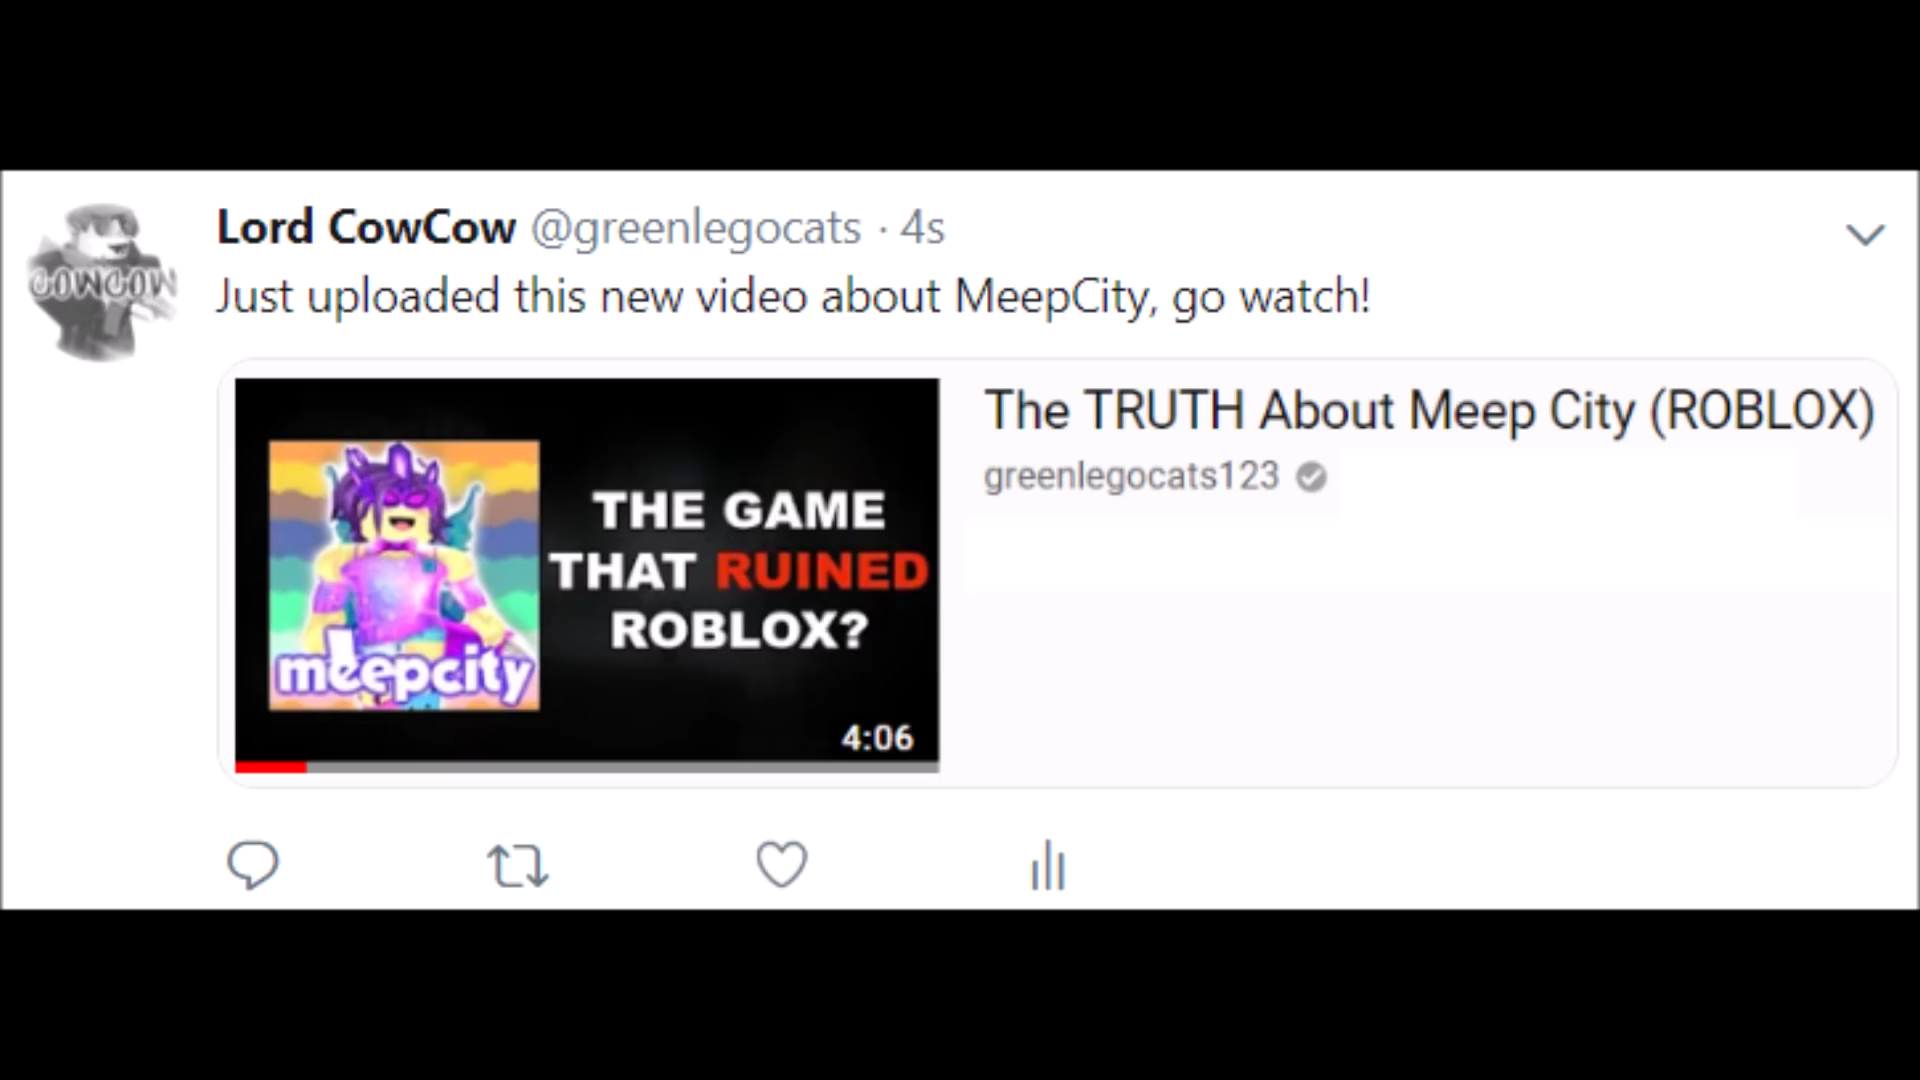 Lord CowCow @greenlegocats · 4s
Just uploaded this new video about MeepCity, go watch!
COWCOW
The TRUTH About Meep City (ROBLOX)
greenlegocats123
THE GAME
THAT RUINED
ROBLOX?
meepcity
4:06